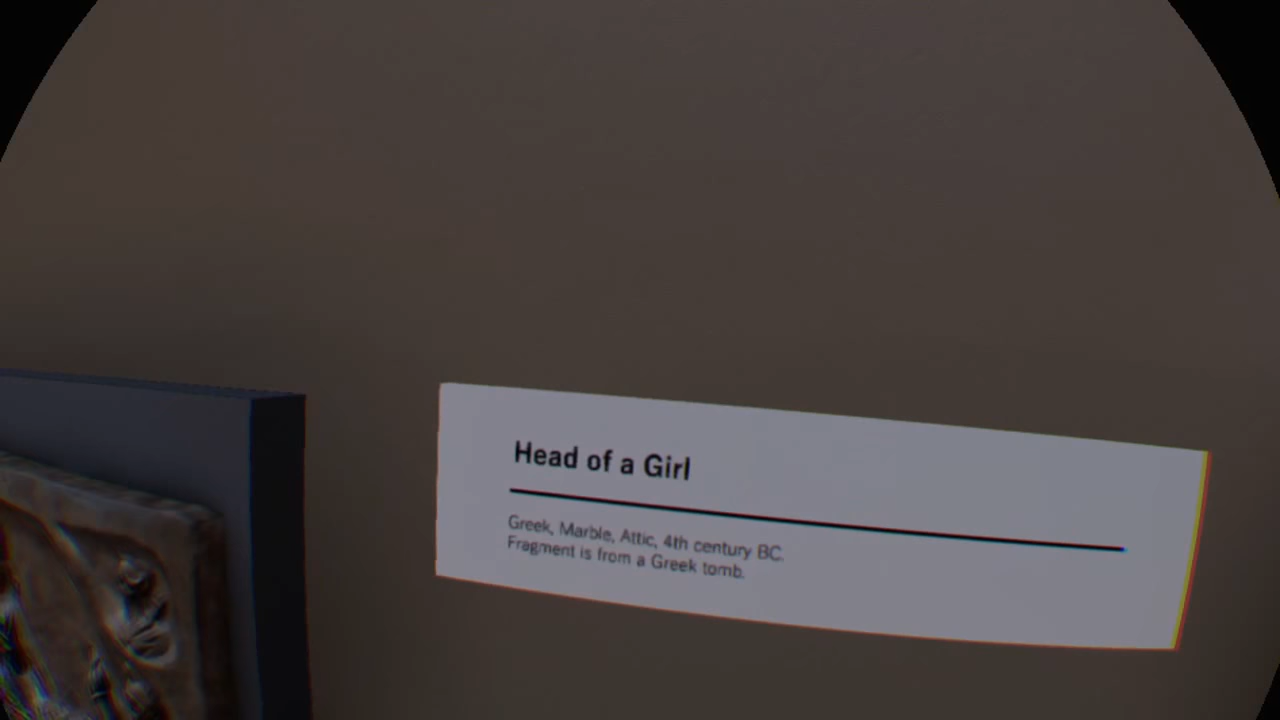 Head of a Girl
Greek, Marble, Attic, 4th century BC.
Fragment is from a Greek tomb.